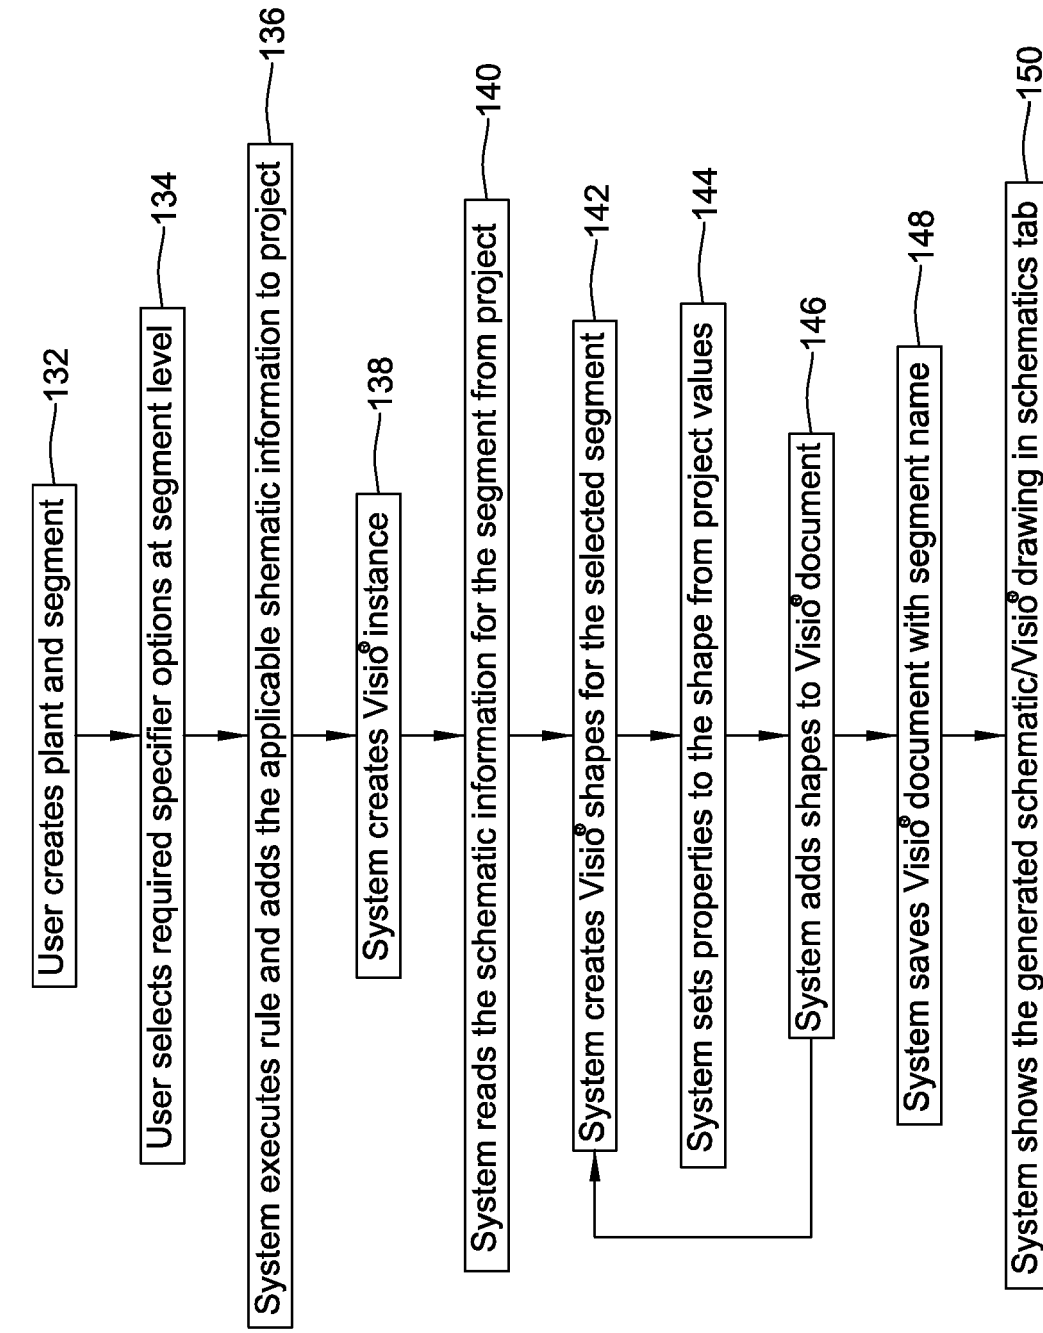 User creates plant and segment
132
User selects required specifier options at segment level
134
System executes rule and adds the applicable shematic information to project
136
System creates Visio® instance
138
System reads the schematic information for the segment from project
140
System creates Visio® shapes for the selected segment
142
System sets properties to the shape from project values
144
System adds shapes to Visio® document
146
System saves Visio® document with segment name
148
System shows the generated schematic/Visio® drawing in schematics tab
150